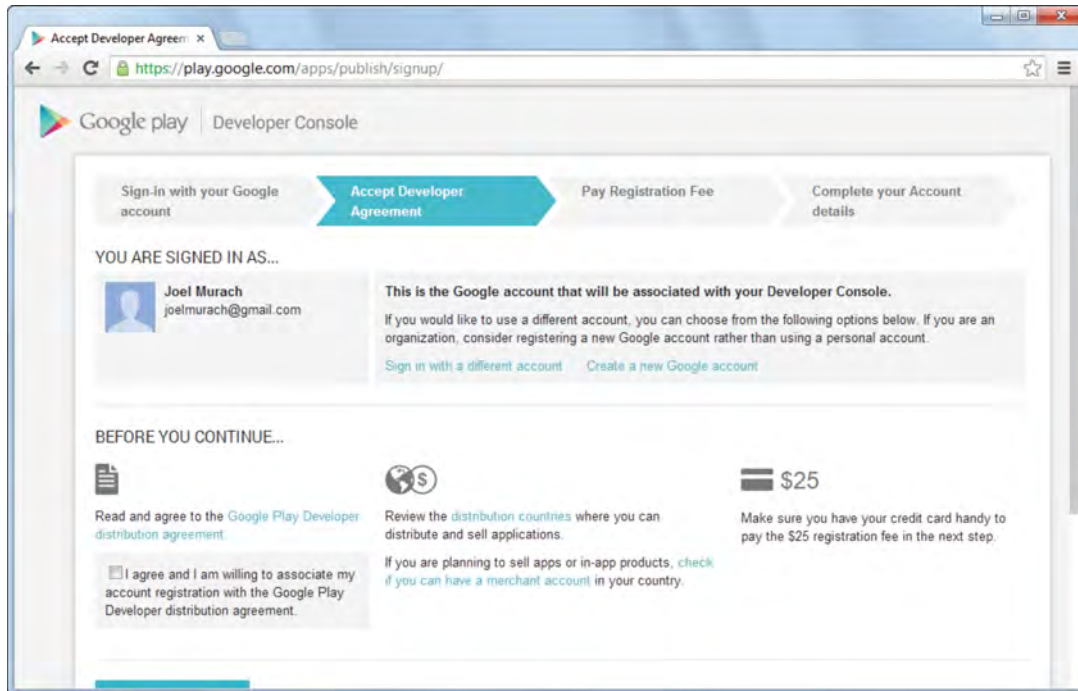 Accept Developer Agreem
https://play.google.com/apps/publish/signup/
Google play Developer Console
Sign-in with your Google
account
Accept Developer
Agreement
Pay Registration Fee
Complete your Account
details
YOU ARE SIGNED IN AS...
Joel Murach
joelmurach@gmail.com
This is the Google account that will be associated with your Developer Console.
If you would like to use a different account, you can choose from the following options below. If you are an
organization, consider registering a new Google account rather than using a personal account.
Sign in with a different account Create a new Google account
BEFORE YOU CONTINUE...
Read and agree to the Google Play Developer
distribution agreement.
I agree and I am willing to associate my
account registration with the Google Play
Developer distribution agreement.
$
Review the distribution countries where you can
distribute and sell applications.
If you are planning to sell apps or in-app products, check
if you can have a merchant account in your country.
$25
Make sure you have your credit card handy to
pay the $25 registration fee in the next step.